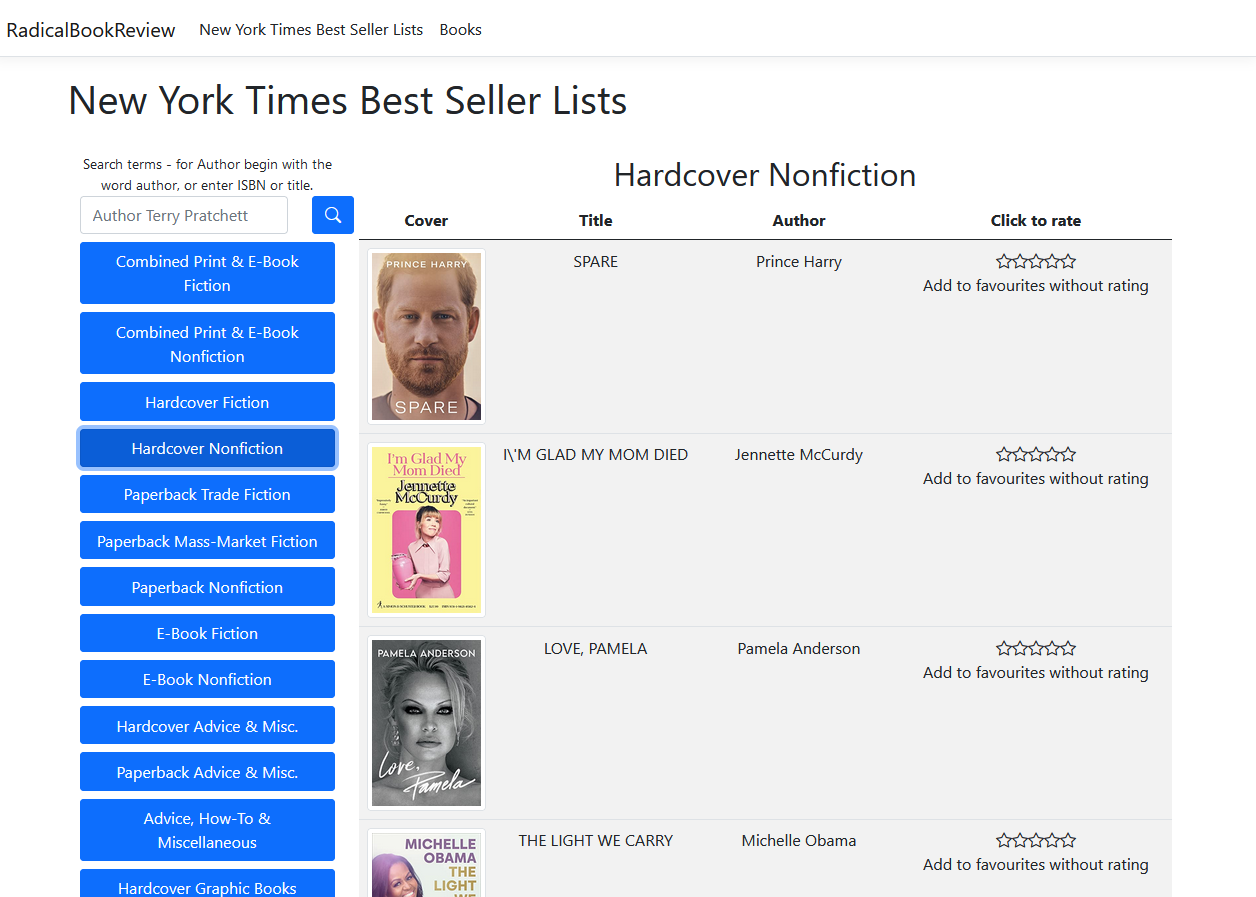 RadicalBookReview New York Times Best Seller Lists Books
New York Times Best Seller Lists
Search terms - for Author begin with the
word author, or enter ISBN or title.
Author Terry Pratchett
Combined Print & E-Book
Fiction
Combined Print & E-Book
Nonfiction
Hardcover Fiction
Hardcover Nonfiction
Paperback Trade Fiction
Paperback Mass-Market Fiction
Paperback Nonfiction
E-Book Fiction
E-Book Nonfiction
Hardcover Advice & Misc.
Paperback Advice & Misc.
Advice, How-To &
Miscellaneous
Hardcover Graphic Books
Hardcover Nonfiction
Cover Title Author Click to rate
PRINCE HARRY
SPARE
SPARE Prince Harry
Add to favourites without rating
I'm Glad My
Mom Died
Jennette
McCurdy
I\'M GLAD MY MOM DIED Jennette McCurdy
Add to favourites without rating
PAMELA ANDERSON
Love,
Pamela
LOVE, PAMELA Pamela Anderson
Add to favourites without rating
MICHELLE
OBAMA
THE
LIGHT
WE
THE LIGHT WE CARRY Michelle Obama
Add to favourites without rating